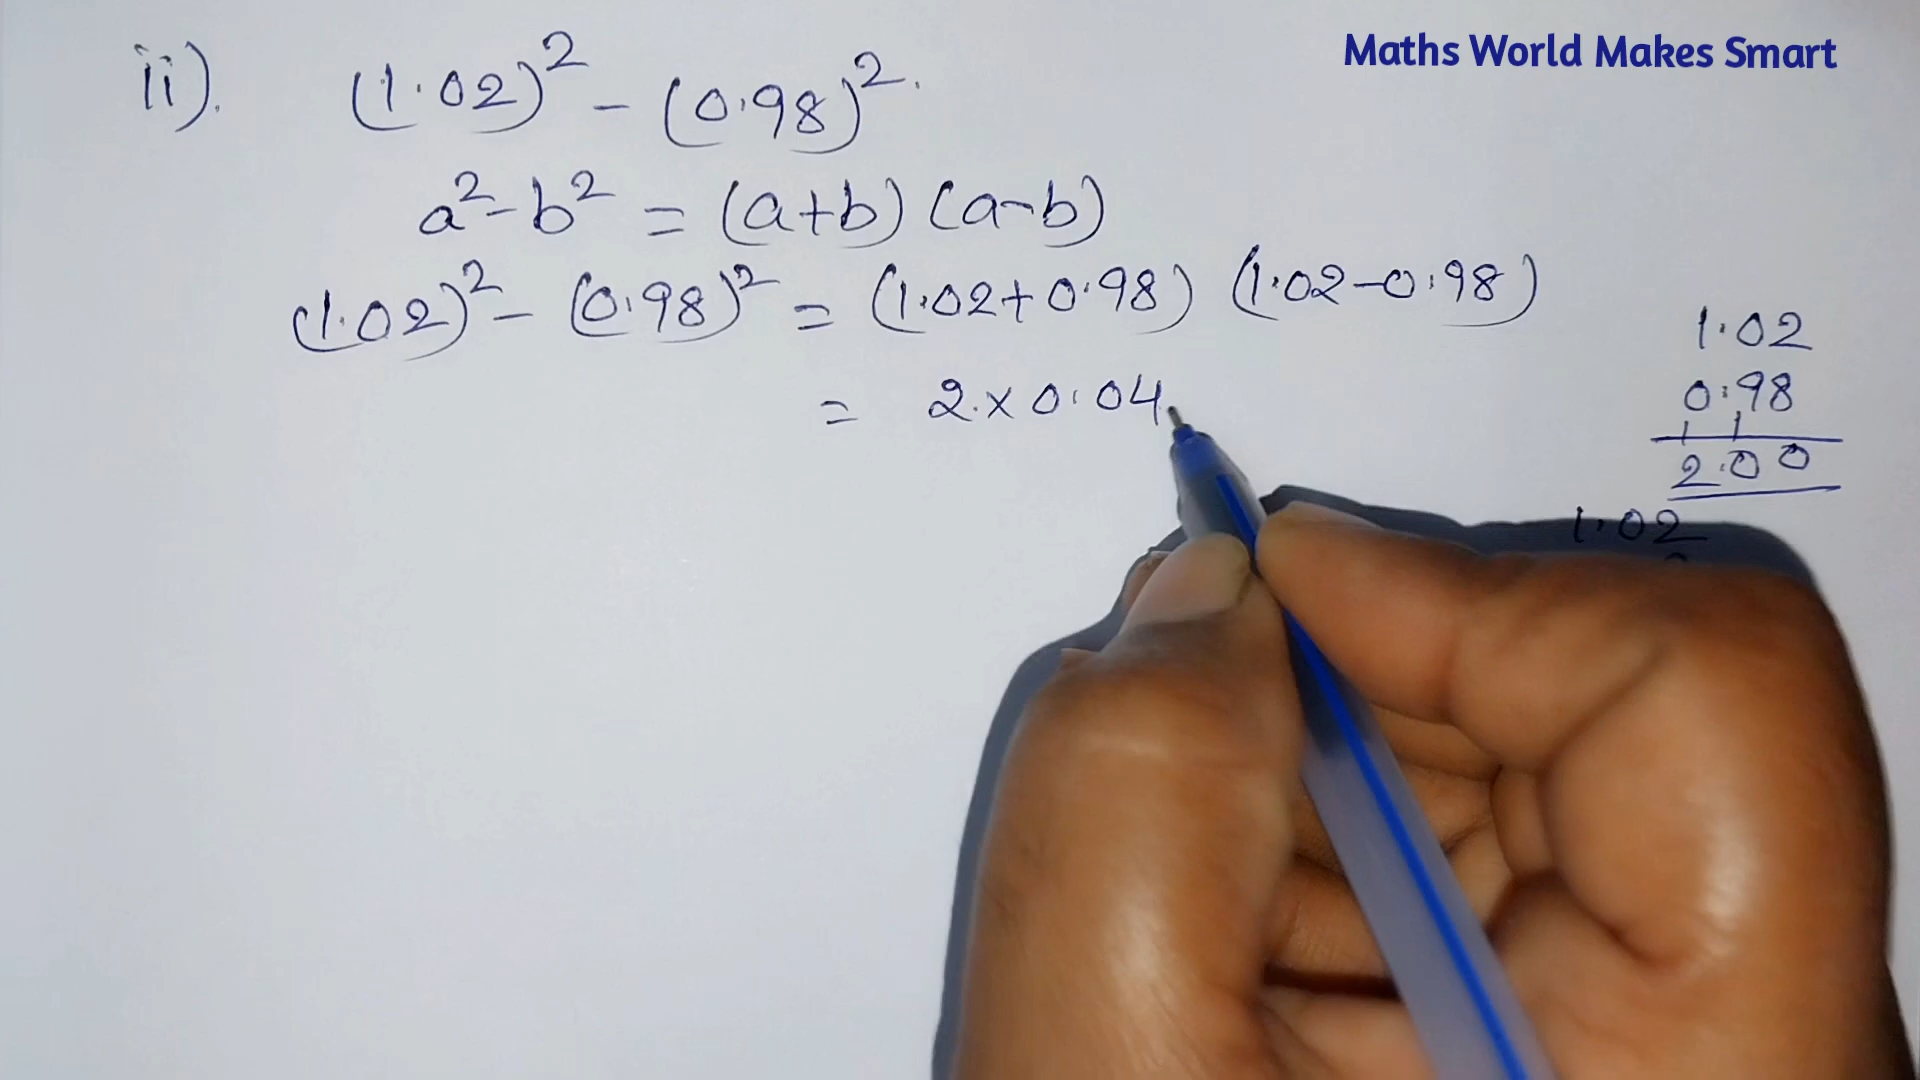 Maths World Makes Smart
ii). (1.02)² - (0.98)².
a² - b² = (a+b) (a-b)
(1.02)² - (0.98)² = (1.02+0.98) (1.02-0.98)
= 2 × 0.04
1.02
0.98
1 1
2.00
1.02